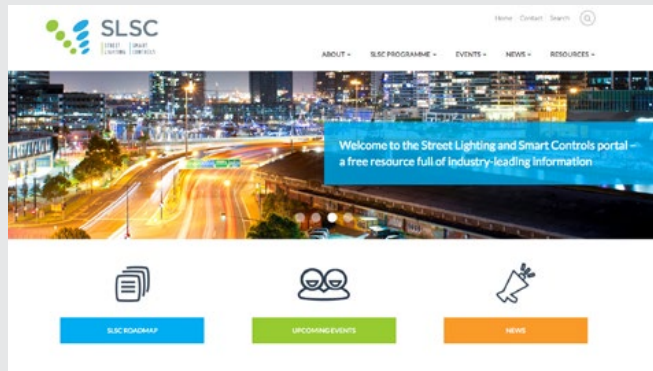 Home Contact Search
SLSC
STREET LIGHTING SMART CONTROLS
ABOUT SLSC PROGRAMME EVENTS NEWS RESOURCES
Welcome to the Street Lighting and Smart Controls portal –
a free resource full of industry-leading information
SLSC ROADMAP UPCOMING EVENTS NEWS